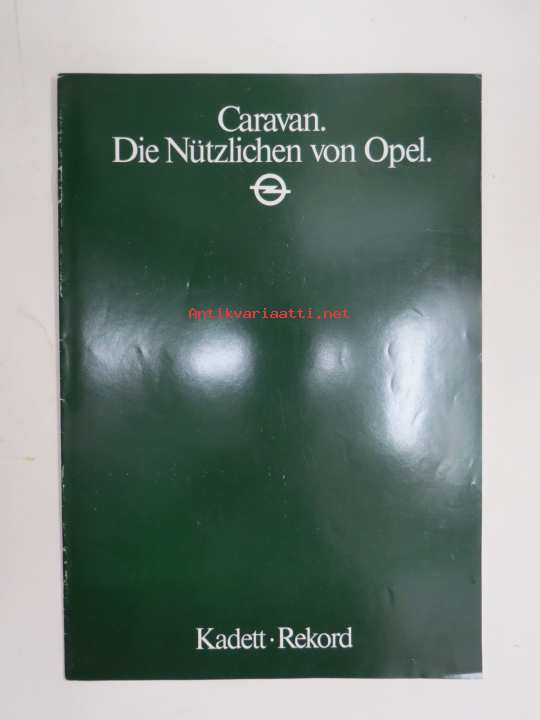 Caravan.
Die Nützlichen von Opel.
Antikvariaatti.net
Kadett · Rekord